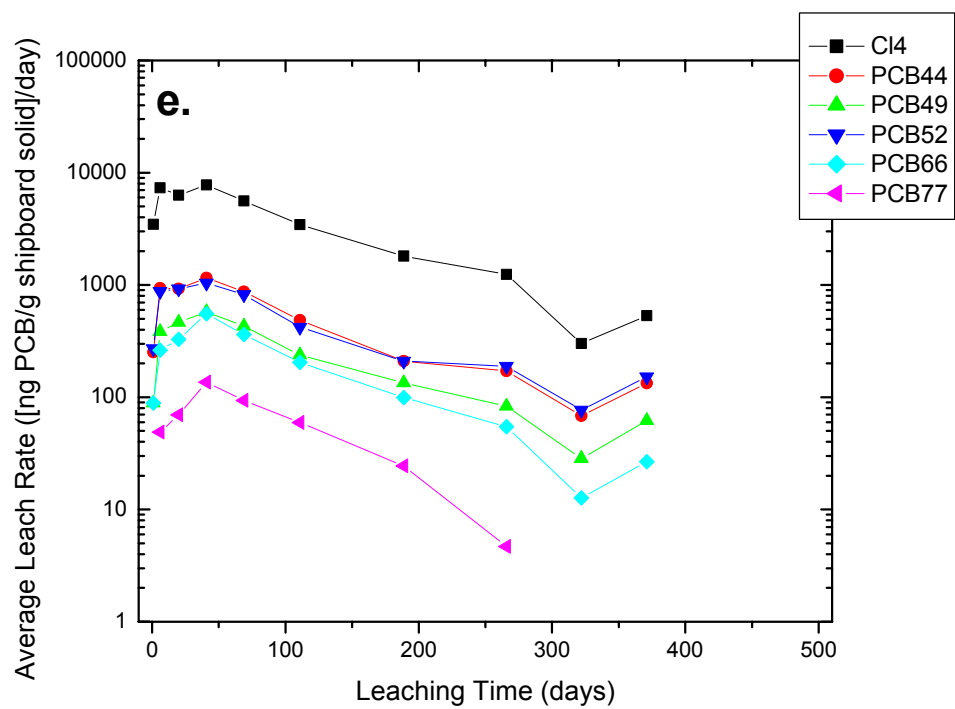 Cl4
PCB44
PCB49
PCB52
PCB66
PCB77
e.
Average Leach Rate ([ng PCB/g shipboard solid]/day)
100000
10000
1000
100
10
1
0
100
200
300
400
500
Leaching Time (days)